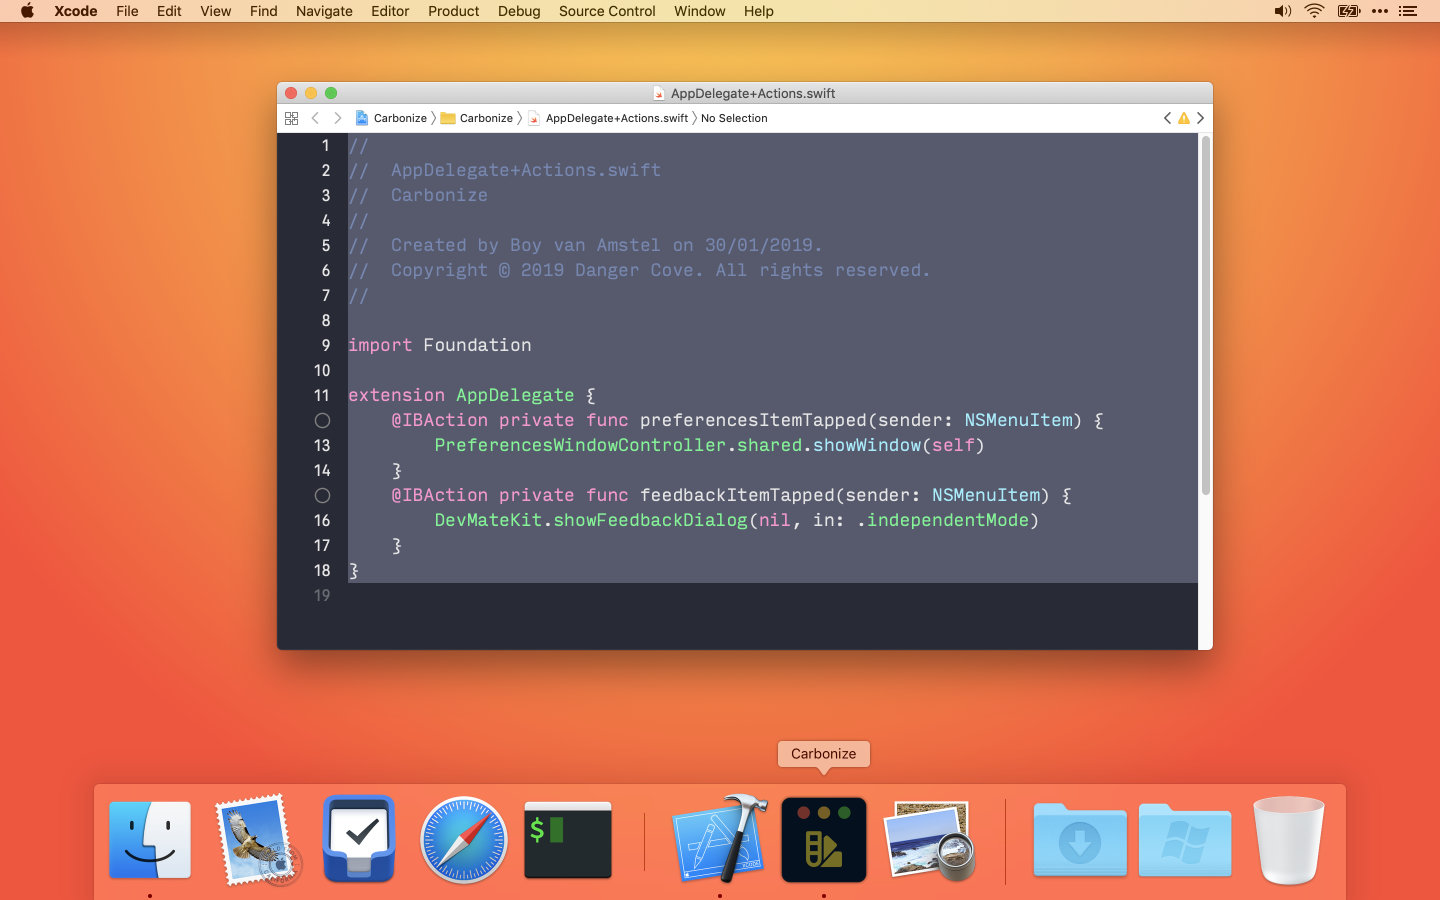 Xcode File Edit View Find Navigate Editor Product Debug Source Control Window Help
AppDelegate+Actions.swift
Carbonize Carbonize AppDelegate+Actions.swift No Selection
1 //
2 //  AppDelegate+Actions.swift
3 //  Carbonize
4 //
5 //  Created by Boy van Amstel on 30/01/2019.
6 //  Copyright © 2019 Danger Cove. All rights reserved.
7 //
8
9 import Foundation
10
11 extension AppDelegate {
    @IBAction private func preferencesItemTapped(sender: NSMenuItem) {
13         PreferencesWindowController.shared.showWindow(self)
14     }
    @IBAction private func feedbackItemTapped(sender: NSMenuItem) {
16         DevMateKit.showFeedbackDialog(nil, in: .independentMode)
17     }
18 }
19
Carbonize
$